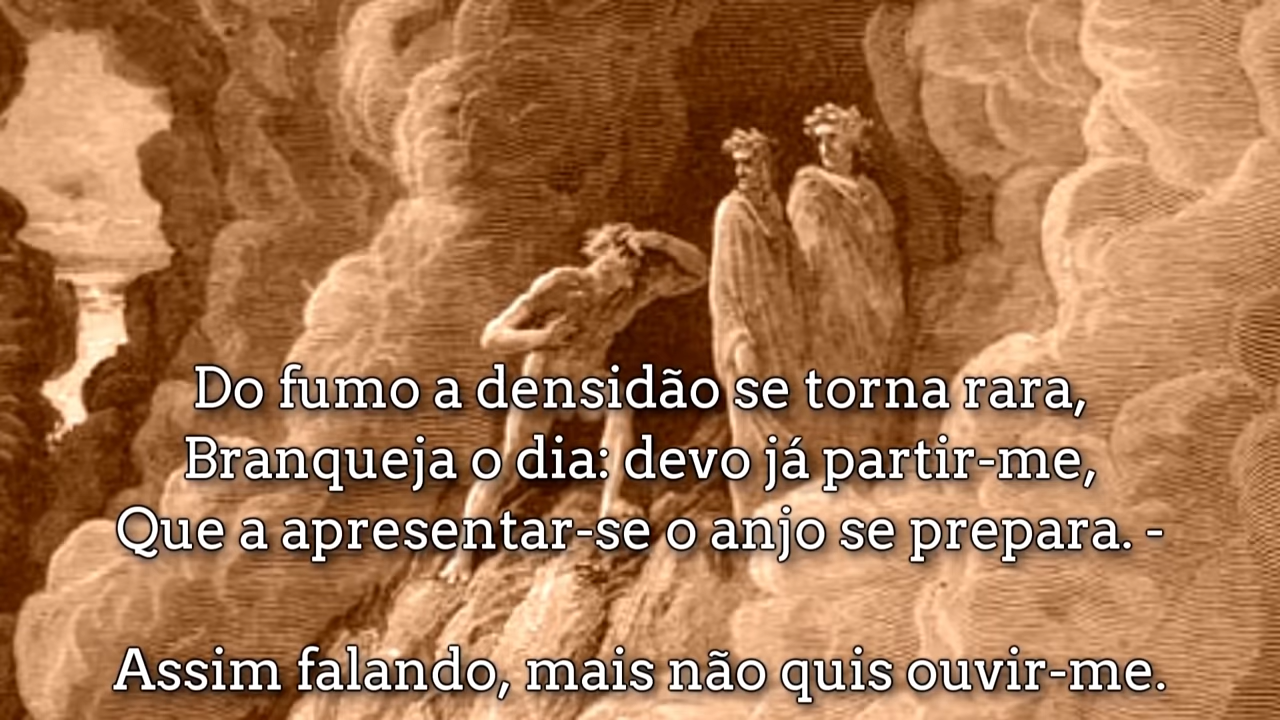 Do fumo a densidão se torna rara,
Branqueja o dia: devo já partir-me,
Que a apresentar-se o anjo se prepara. -
Assim falando, mais não quis ouvir-me.